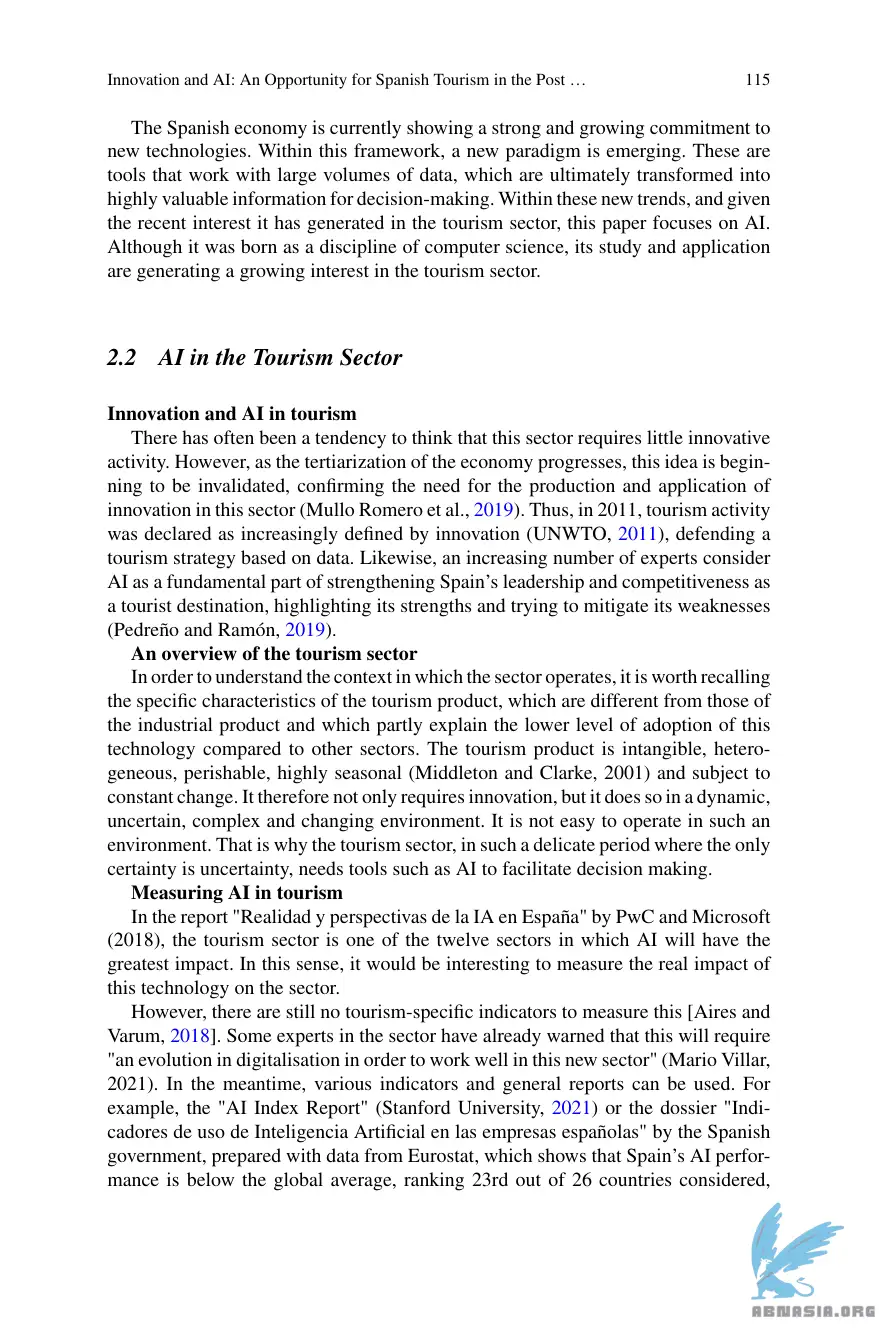 Innovation and AI: An Opportunity for Spanish Tourism in the Post … 115
The Spanish economy is currently showing a strong and growing commitment to
new technologies. Within this framework, a new paradigm is emerging. These are
tools that work with large volumes of data, which are ultimately transformed into
highly valuable information for decision-making. Within these new trends, and given
the recent interest it has generated in the tourism sector, this paper focuses on AI.
Although it was born as a discipline of computer science, its study and application
are generating a growing interest in the tourism sector.
2.2 AI in the Tourism Sector
Innovation and AI in tourism
There has often been a tendency to think that this sector requires little innovative
activity. However, as the tertiarization of the economy progresses, this idea is begin-
ning to be invalidated, confirming the need for the production and application of
innovation in this sector (Mullo Romero et al., 2019). Thus, in 2011, tourism activity
was declared as increasingly defined by innovation (UNWTO, 2011), defending a
tourism strategy based on data. Likewise, an increasing number of experts consider
AI as a fundamental part of strengthening Spain's leadership and competitiveness as
a tourist destination, highlighting its strengths and trying to mitigate its weaknesses
(Pedreño and Ramón, 2019).
An overview of the tourism sector
In order to understand the context in which the sector operates, it is worth recalling
the specific characteristics of the tourism product, which are different from those of
the industrial product and which partly explain the lower level of adoption of this
technology compared to other sectors. The tourism product is intangible, hetero-
geneous, perishable, highly seasonal (Middleton and Clarke, 2001) and subject to
constant change. It therefore not only requires innovation, but it does so in a dynamic,
uncertain, complex and changing environment. It is not easy to operate in such an
environment. That is why the tourism sector, in such a delicate period where the only
certainty is uncertainty, needs tools such as AI to facilitate decision making.
Measuring AI in tourism
In the report "Realidad y perspectivas de la IA en España" by PwC and Microsoft
(2018), the tourism sector is one of the twelve sectors in which AI will have the
greatest impact. In this sense, it would be interesting to measure the real impact of
this technology on the sector.
However, there are still no tourism-specific indicators to measure this [Aires and
Varum, 2018]. Some experts in the sector have already warned that this will require
"an evolution in digitalisation in order to work well in this new sector" (Mario Villar,
2021). In the meantime, various indicators and general reports can be used. For
example, the "AI Index Report" (Stanford University, 2021) or the dossier "Indi-
cadores de uso de Inteligencia Artificial en las empresas españolas" by the Spanish
government, prepared with data from Eurostat, which shows that Spain's AI perfor-
mance is below the global average, ranking 23rd out of 26 countries considered,
ABNASIA.ORG